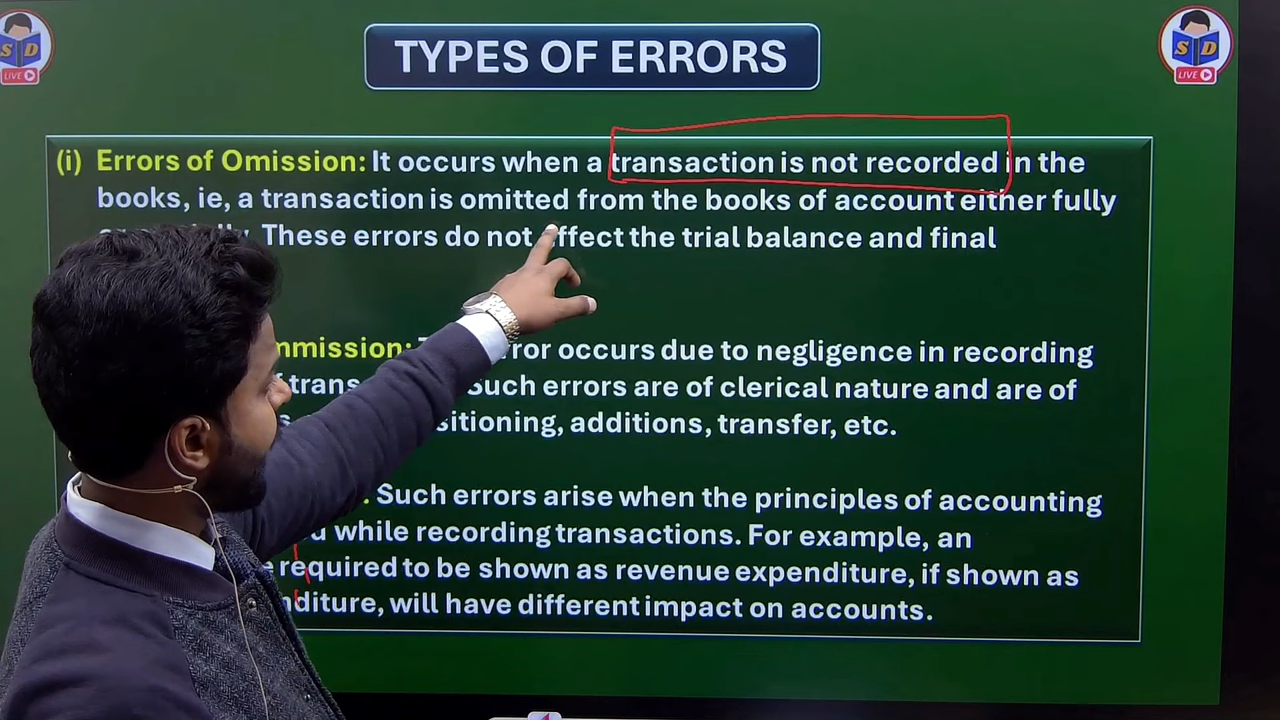 TYPES OF ERRORS
S D
LIVE
S D
LIVE
(i) Errors of Omission: It occurs when a transaction is not recorded in the
books, ie, a transaction is omitted from the books of account either fully
These errors do not affect the trial balance and final
mmission: error occurs due to negligence in recording
f trans Such errors are of clerical nature and are of
sitioning, additions, transfer, etc.
. Such errors arise when the principles of accounting
d while recording transactions. For example, an
e required to be shown as revenue expenditure, if shown as
nditure, will have different impact on accounts.